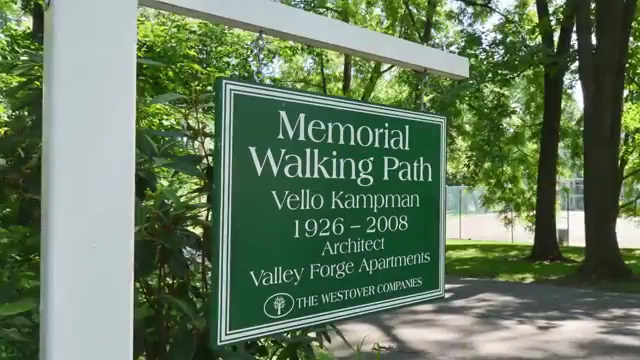 Memorial
Walking Path
Vello Kampman
1926 – 2008
Architect
Valley Forge Apartments
THE WESTOVER COMPANIES